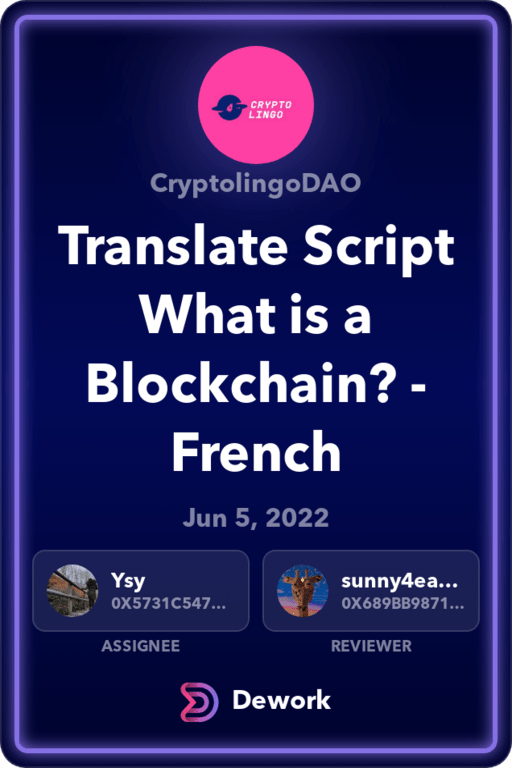 CRYPTO
LINGO
CryptolingoDAO
Translate Script
What is a
Blockchain? -
French
Jun 5, 2022
Ysy
0X5731C547...
sunny4ea...
0X689BB9871...
ASSIGNEE
REVIEWER
Dework